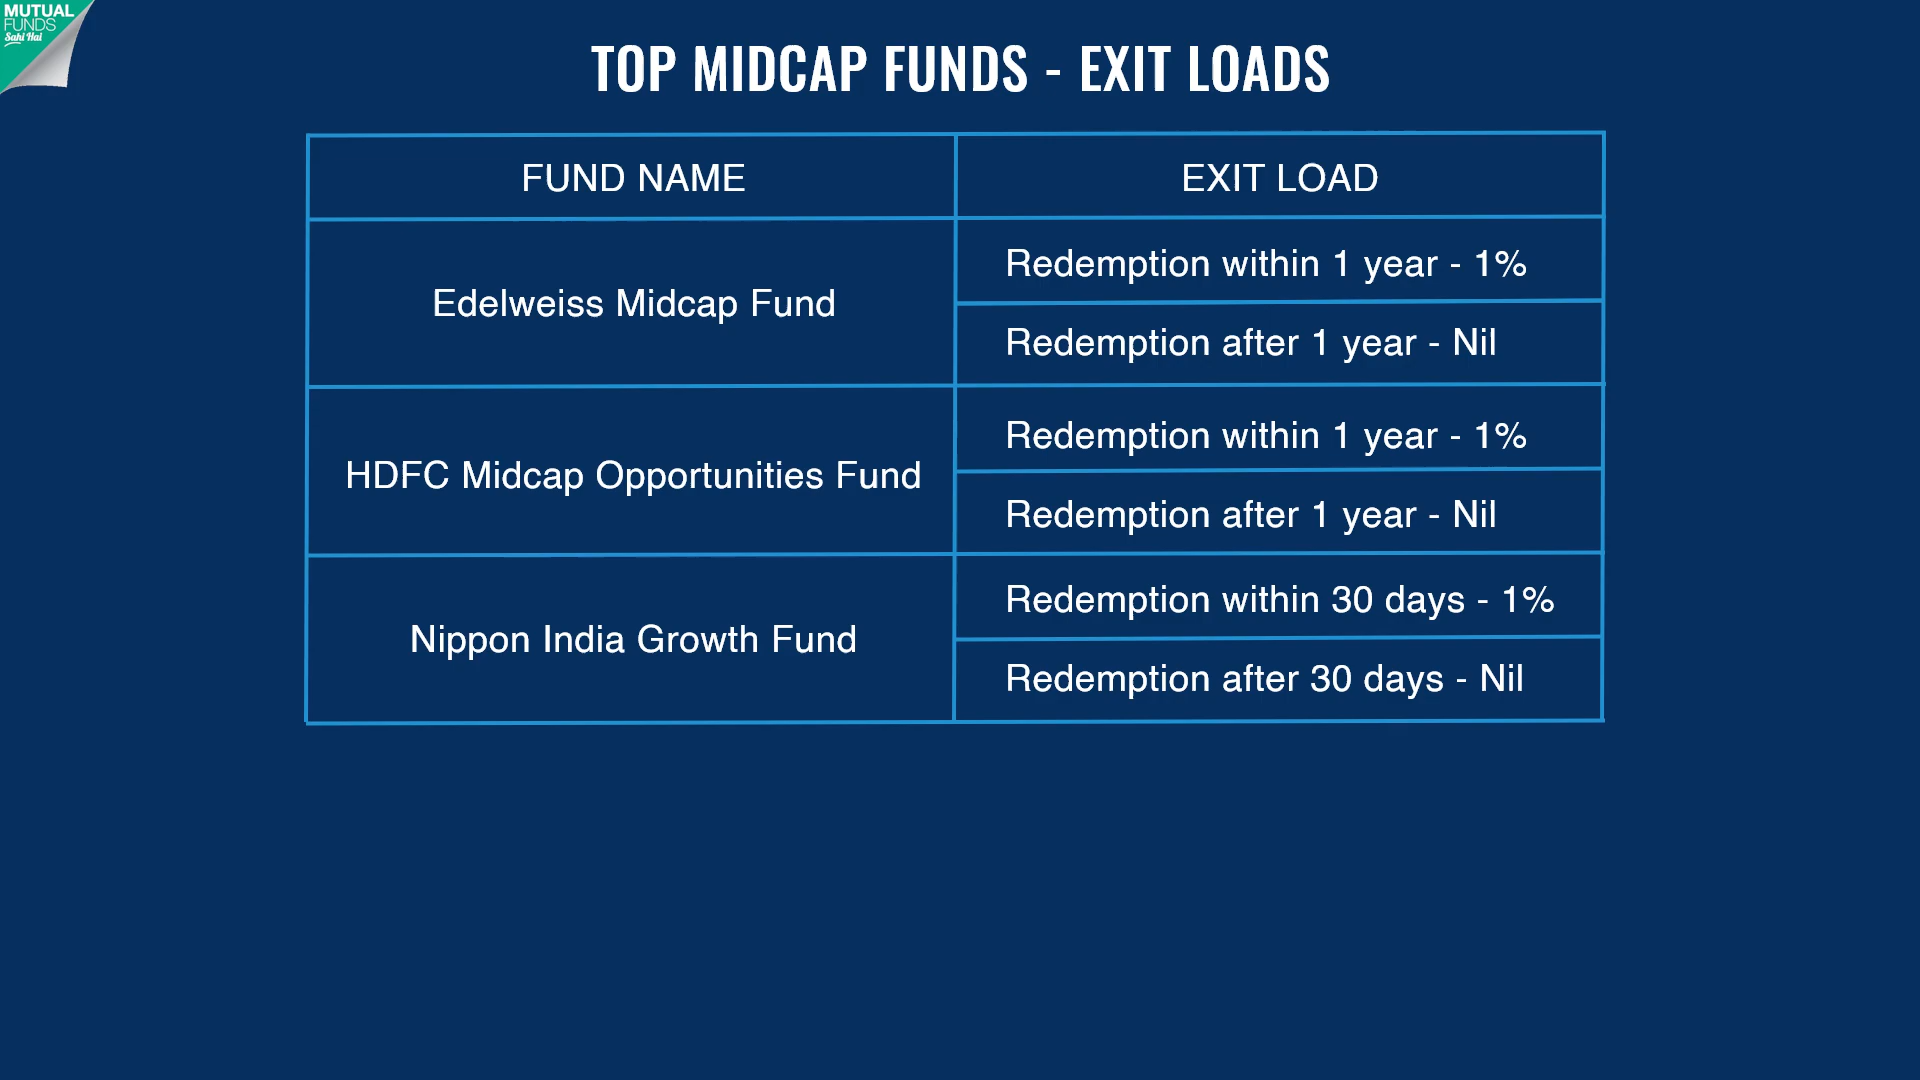 MUTUAL
FUNDS
Sahi Hai
TOP MIDCAP FUNDS - EXIT LOADS
FUND NAME
EXIT LOAD
Edelweiss Midcap Fund
Redemption within 1 year - 1%
Redemption after 1 year - Nil
HDFC Midcap Opportunities Fund
Redemption within 1 year - 1%
Redemption after 1 year - Nil
Nippon India Growth Fund
Redemption within 30 days - 1%
Redemption after 30 days - Nil